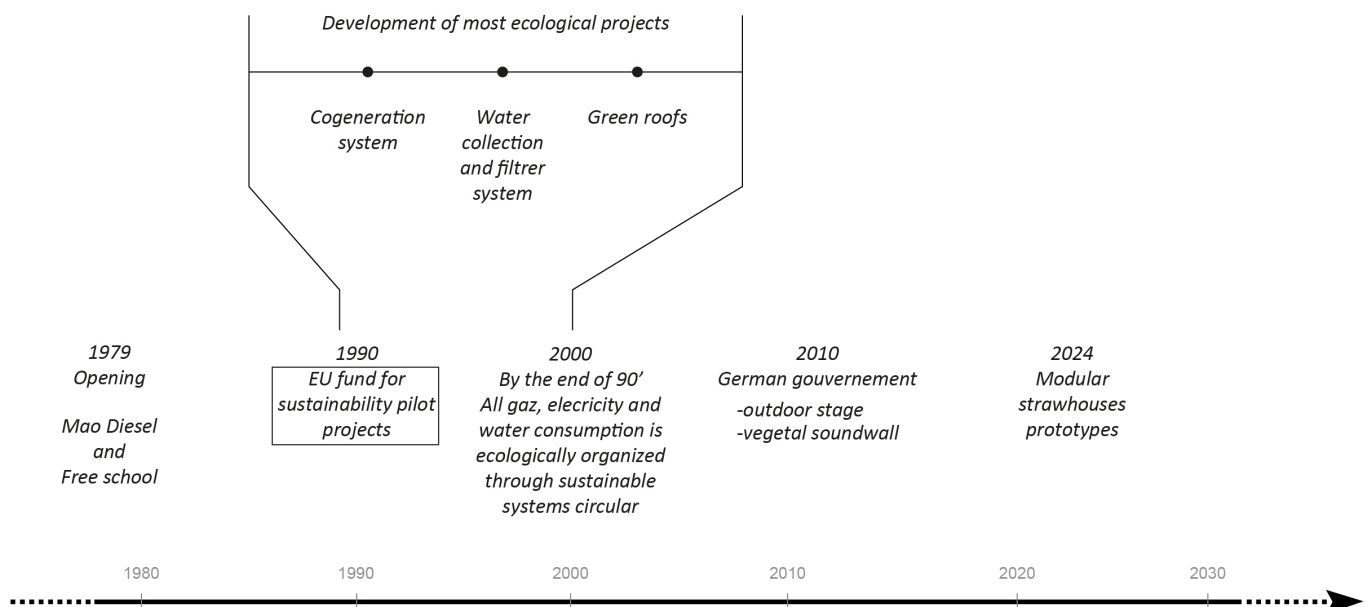 Development of most ecological projects
Cogeneration
system
Water
collection
and filtrer
system
Green roofs
1979
Opening
Mao Diesel
and
Free school
1990
EU fund for
sustainability pilot
projects
2000
By the end of 90’
All gaz, elecricity and
water consumption is
ecologically organized
through sustainable
systems circular
2010
German gouvernement
-outdoor stage
-vegetal soundwall
2024
Modular
strawhouses
prototypes
1980
1990
2000
2010
2020
2030